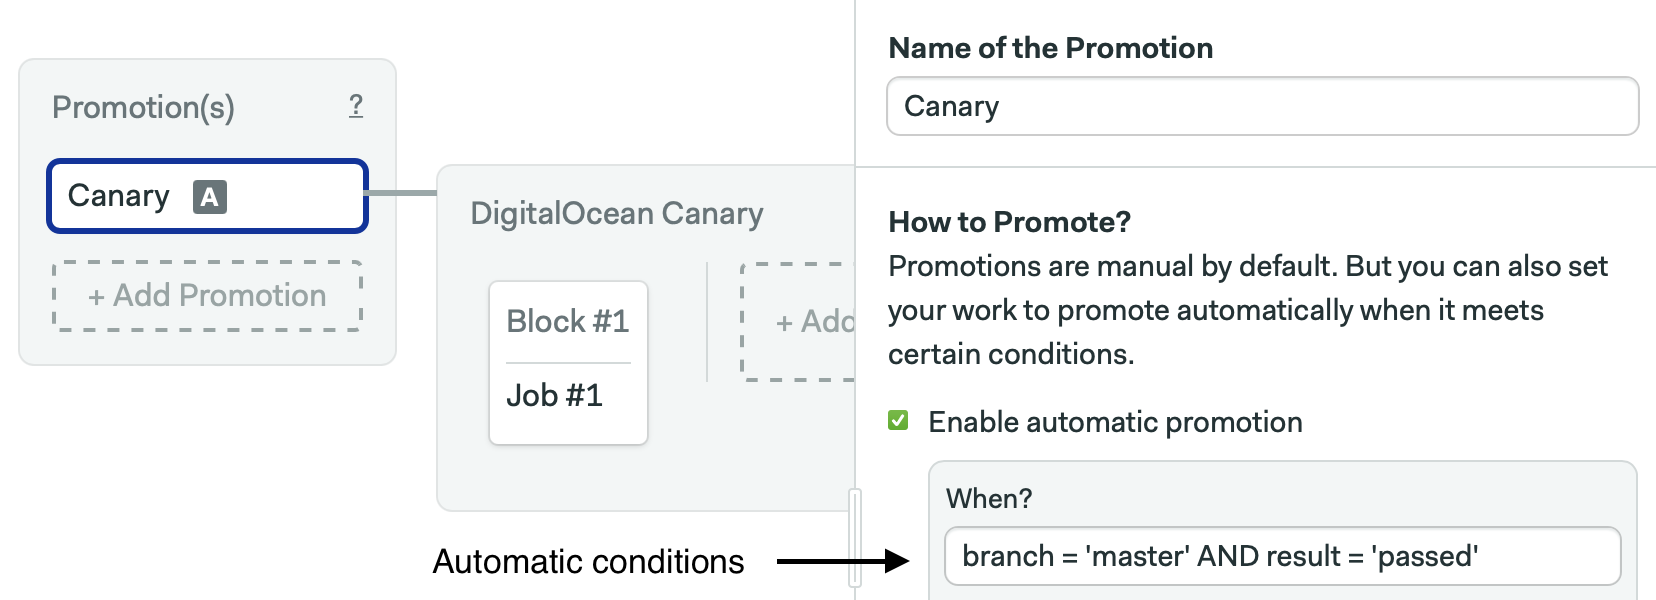 Promotion(s) ?
Canary A
+ Add Promotion
DigitalOcean Canary
Block #1
Job #1
+ Add
Automatic conditions
Name of the Promotion
Canary
How to Promote?
Promotions are manual by default. But you can also set
your work to promote automatically when it meets
certain conditions.
Enable automatic promotion
When?
branch = 'master' AND result = 'passed'